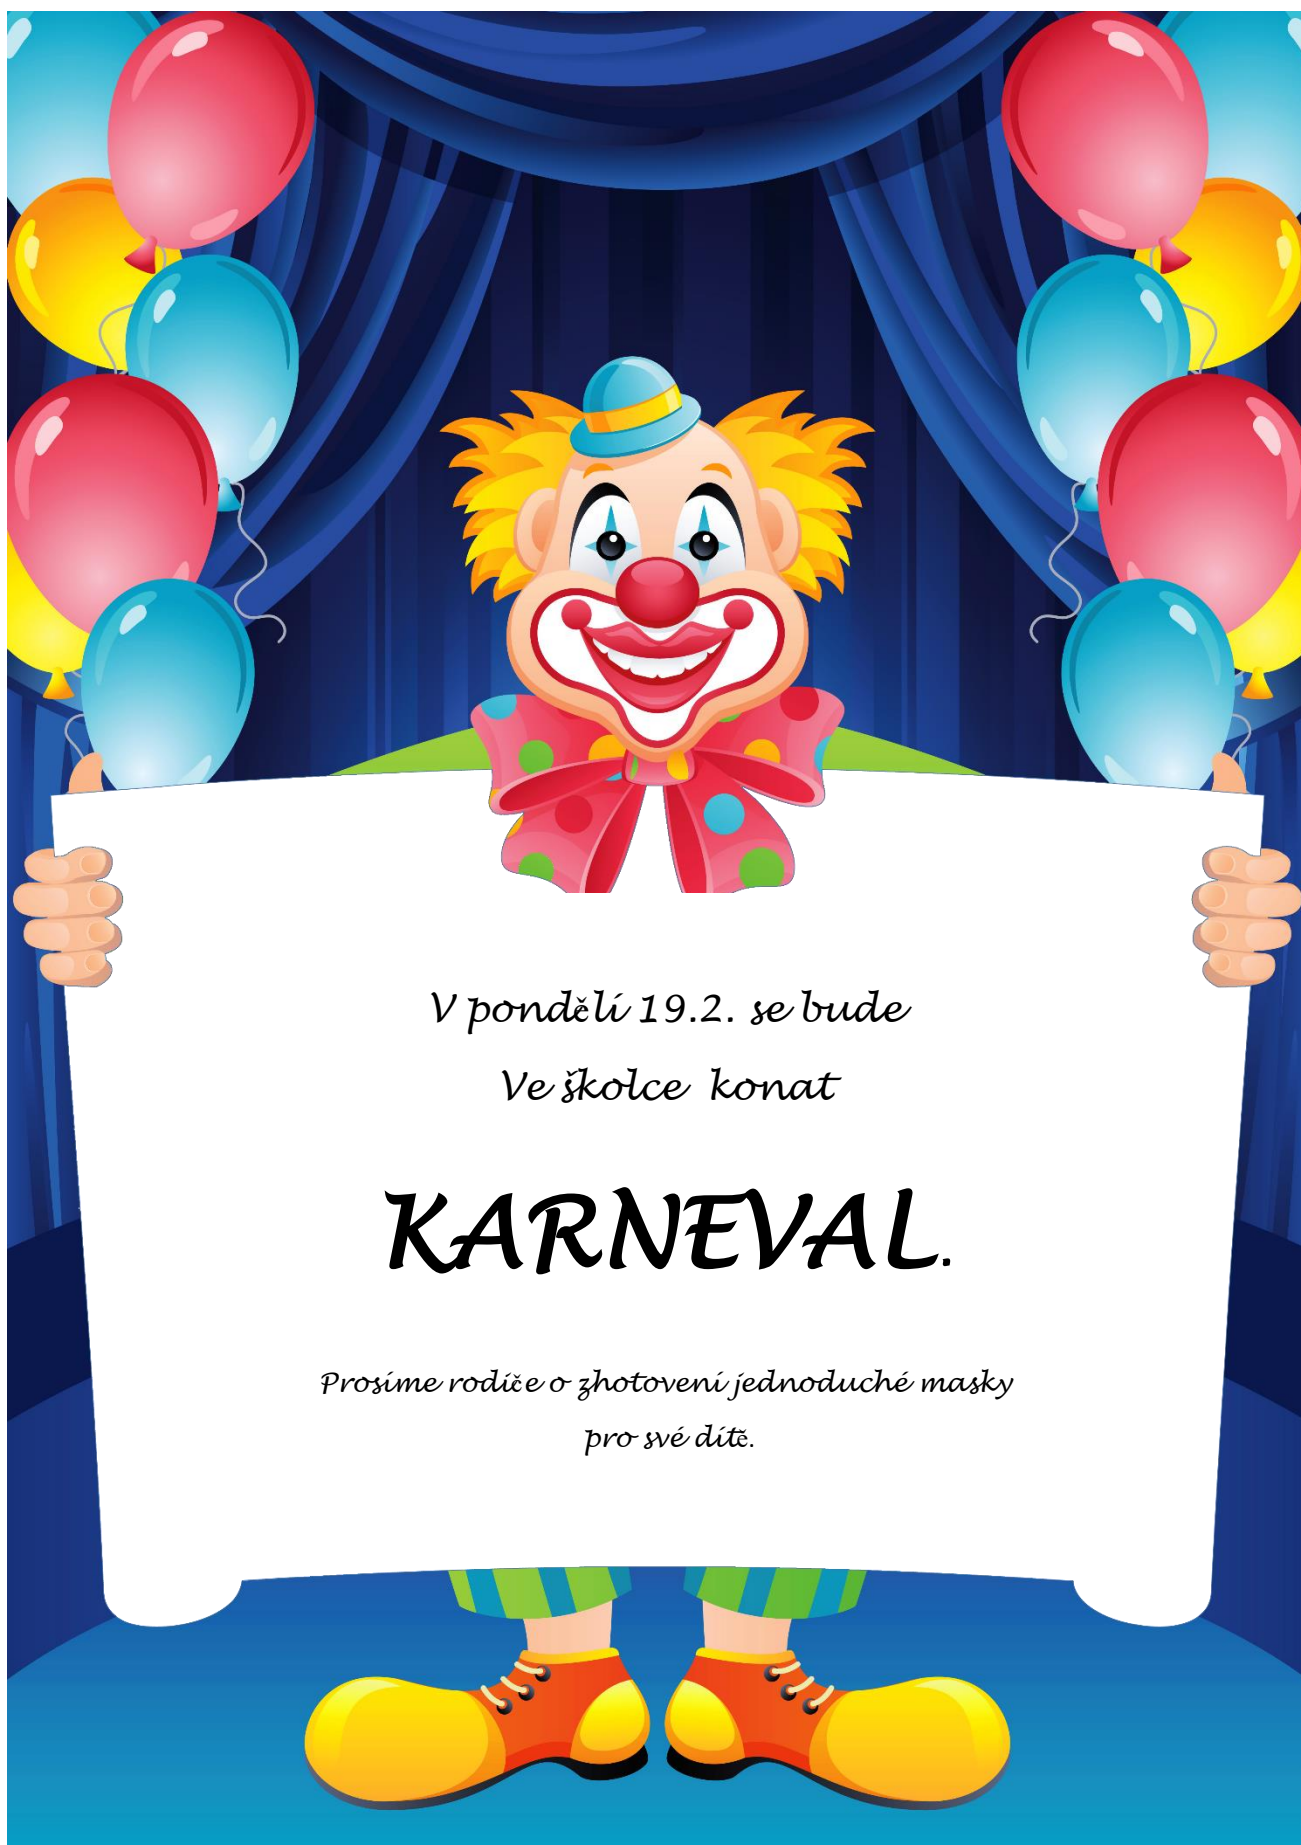 V pondělí 19.2. se bude
Ve školce konat
KARNEVAL.
Prosíme rodiče o zhotovení jednoduché masky
pro své dítě.